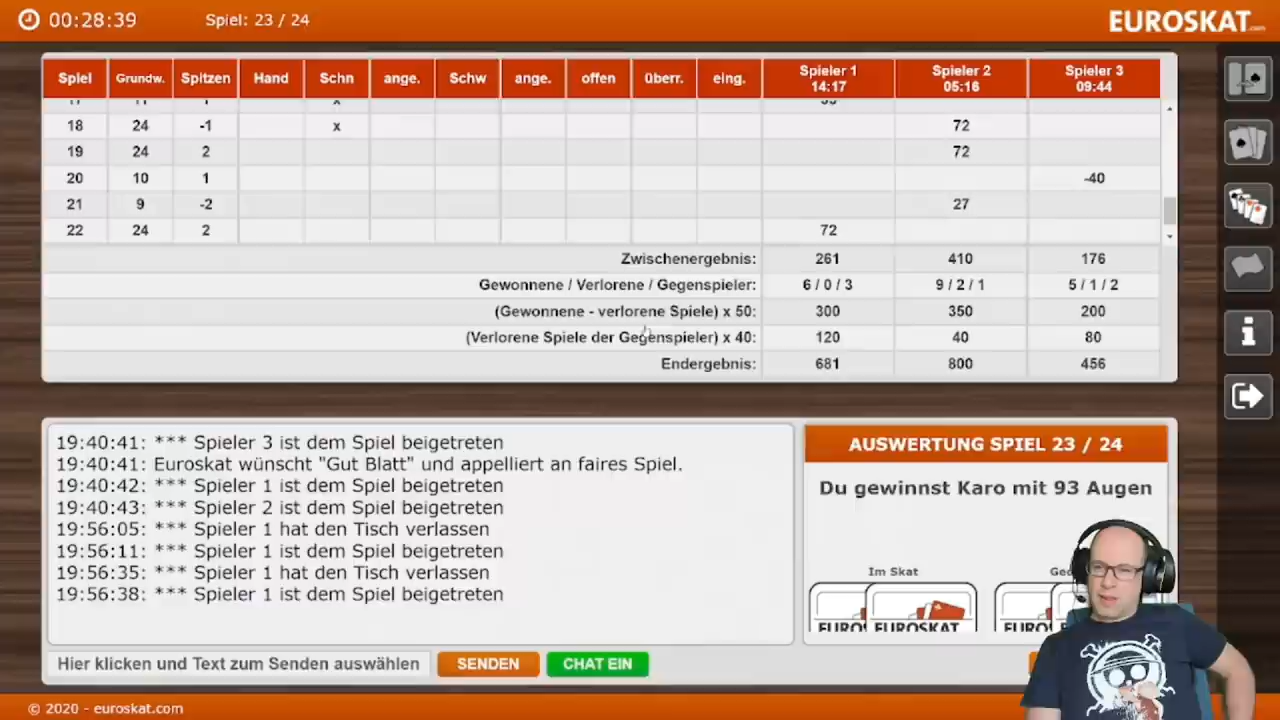 00:28:39 Spiel: 23 / 24 EUROSKAT.com
Spiel Grundw. Spitzen Hand Schn ange. Schw ange. offen überr. eing. Spieler 1 14:17 Spieler 2 05:16 Spieler 3 09:44
18 24 -1 x 72
19 24 2 72
20 10 1 -40
21 9 -2 27
22 24 2 72
Zwischenergebnis: 261 410 176
Gewonnene / Verlorene / Gegenspieler: 6 / 0 / 3 9 / 2 / 1 5 / 1 / 2
(Gewonnene - verlorene Spiele) x 50: 300 350 200
(Verlorene Spiele der Gegenspieler) x 40: 120 40 80
Endergebnis: 681 800 456
19:40:41: *** Spieler 3 ist dem Spiel beigetreten
19:40:41: Euroskat wünscht "Gut Blatt" und appelliert an faires Spiel.
19:40:42: *** Spieler 1 ist dem Spiel beigetreten
19:40:43: *** Spieler 2 ist dem Spiel beigetreten
19:56:05: *** Spieler 1 hat den Tisch verlassen
19:56:11: *** Spieler 1 ist dem Spiel beigetreten
19:56:35: *** Spieler 1 hat den Tisch verlassen
19:56:38: *** Spieler 1 ist dem Spiel beigetreten
AUSWERTUNG SPIEL 23 / 24
Du gewinnst Karo mit 93 Augen
Im Skat
EUROSKAT
Hier klicken und Text zum Senden auswählen SENDEN CHAT EIN
© 2020 - euroskat.com